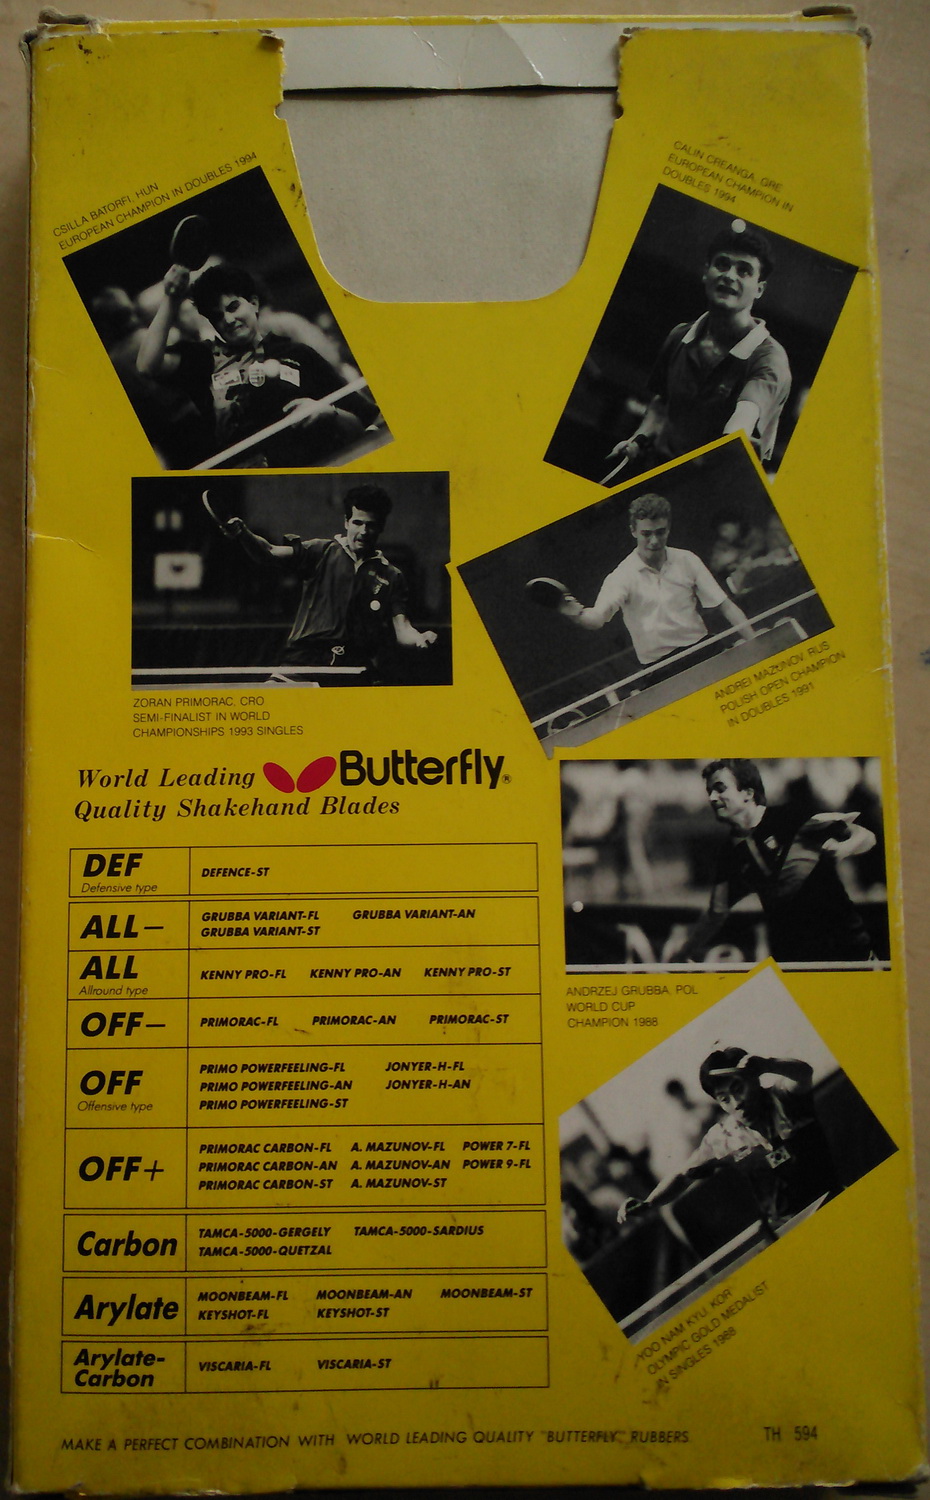 CSILLA BATORFI, HUN
EUROPEAN CHAMPION IN DOUBLES 1994
CALIN CREANGA, GRE
EUROPEAN CHAMPION IN
DOUBLES 1994
ZORAN PRIMORAC, CRO
SEMI-FINALIST IN WORLD
CHAMPIONSHIPS 1993 SINGLES
ANDREI MAZUNOV, RUS
POLISH OPEN CHAMPION
IN DOUBLES 1991
World Leading Butterfly®
Quality Shakehand Blades
DEF
Defensive type
DEFENCE-ST
ALL—
GRUBBA VARIANT-FL GRUBBA VARIANT-AN
GRUBBA VARIANT-ST
ALL
Allround type
KENNY PRO-FL KENNY PRO-AN KENNY PRO-ST
OFF—
PRIMORAC-FL PRIMORAC-AN PRIMORAC-ST
OFF
Offensive type
PRIMO POWERFEELING-FL JONYER-H-FL
PRIMO POWERFEELING-AN JONYER-H-AN
PRIMO POWERFEELING-ST
OFF+
PRIMORAC CARBON-FL A. MAZUNOV-FL POWER 7-FL
PRIMORAC CARBON-AN A. MAZUNOV-AN POWER 9-FL
PRIMORAC CARBON-ST A. MAZUNOV-ST
Carbon
TAMCA-5000-GERGELY TAMCA-5000-SARDIUS
TAMCA-5000-QUETZAL
Arylate
MOONBEAM-FL MOONBEAM-AN MOONBEAM-ST
KEYSHOT-FL KEYSHOT-ST
Arylate-
Carbon
VISCARIA-FL VISCARIA-ST
ANDRZEJ GRUBBA, POL
WORLD CUP
CHAMPION 1988
YOO NAM KYU, KOR
OLYMPIC GOLD MEDALIST
IN SINGLES 1988
MAKE A PERFECT COMBINATION WITH WORLD LEADING QUALITY "BUTTERFLY" RUBBERS
TH 594